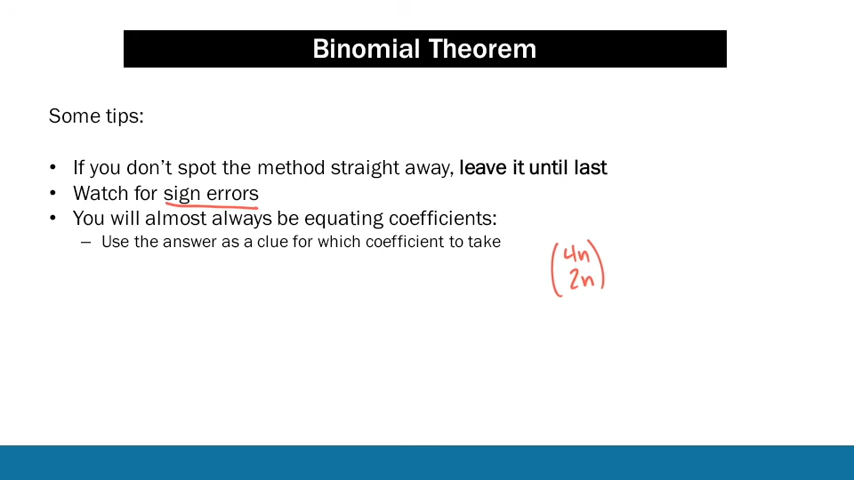 Binomial Theorem
Some tips:
• If you don't spot the method straight away, leave it until last
• Watch for sign errors
• You will almost always be equating coefficients:
– Use the answer as a clue for which coefficient to take
(4n
2n)